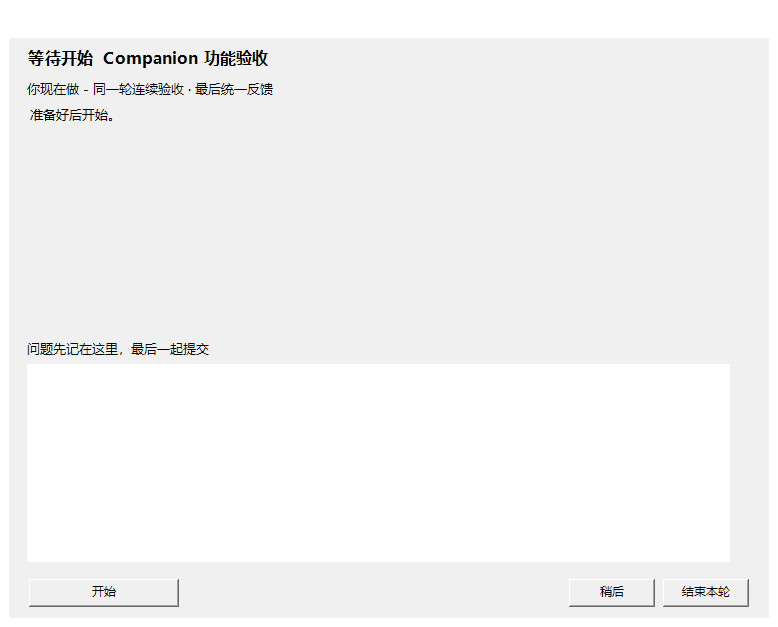 等待开始 Companion 功能验收
你现在做 - 同一轮连续验收 · 最后统一反馈
准备好后开始。
问题先记在这里，最后一起提交
开始 稍后 结束本轮